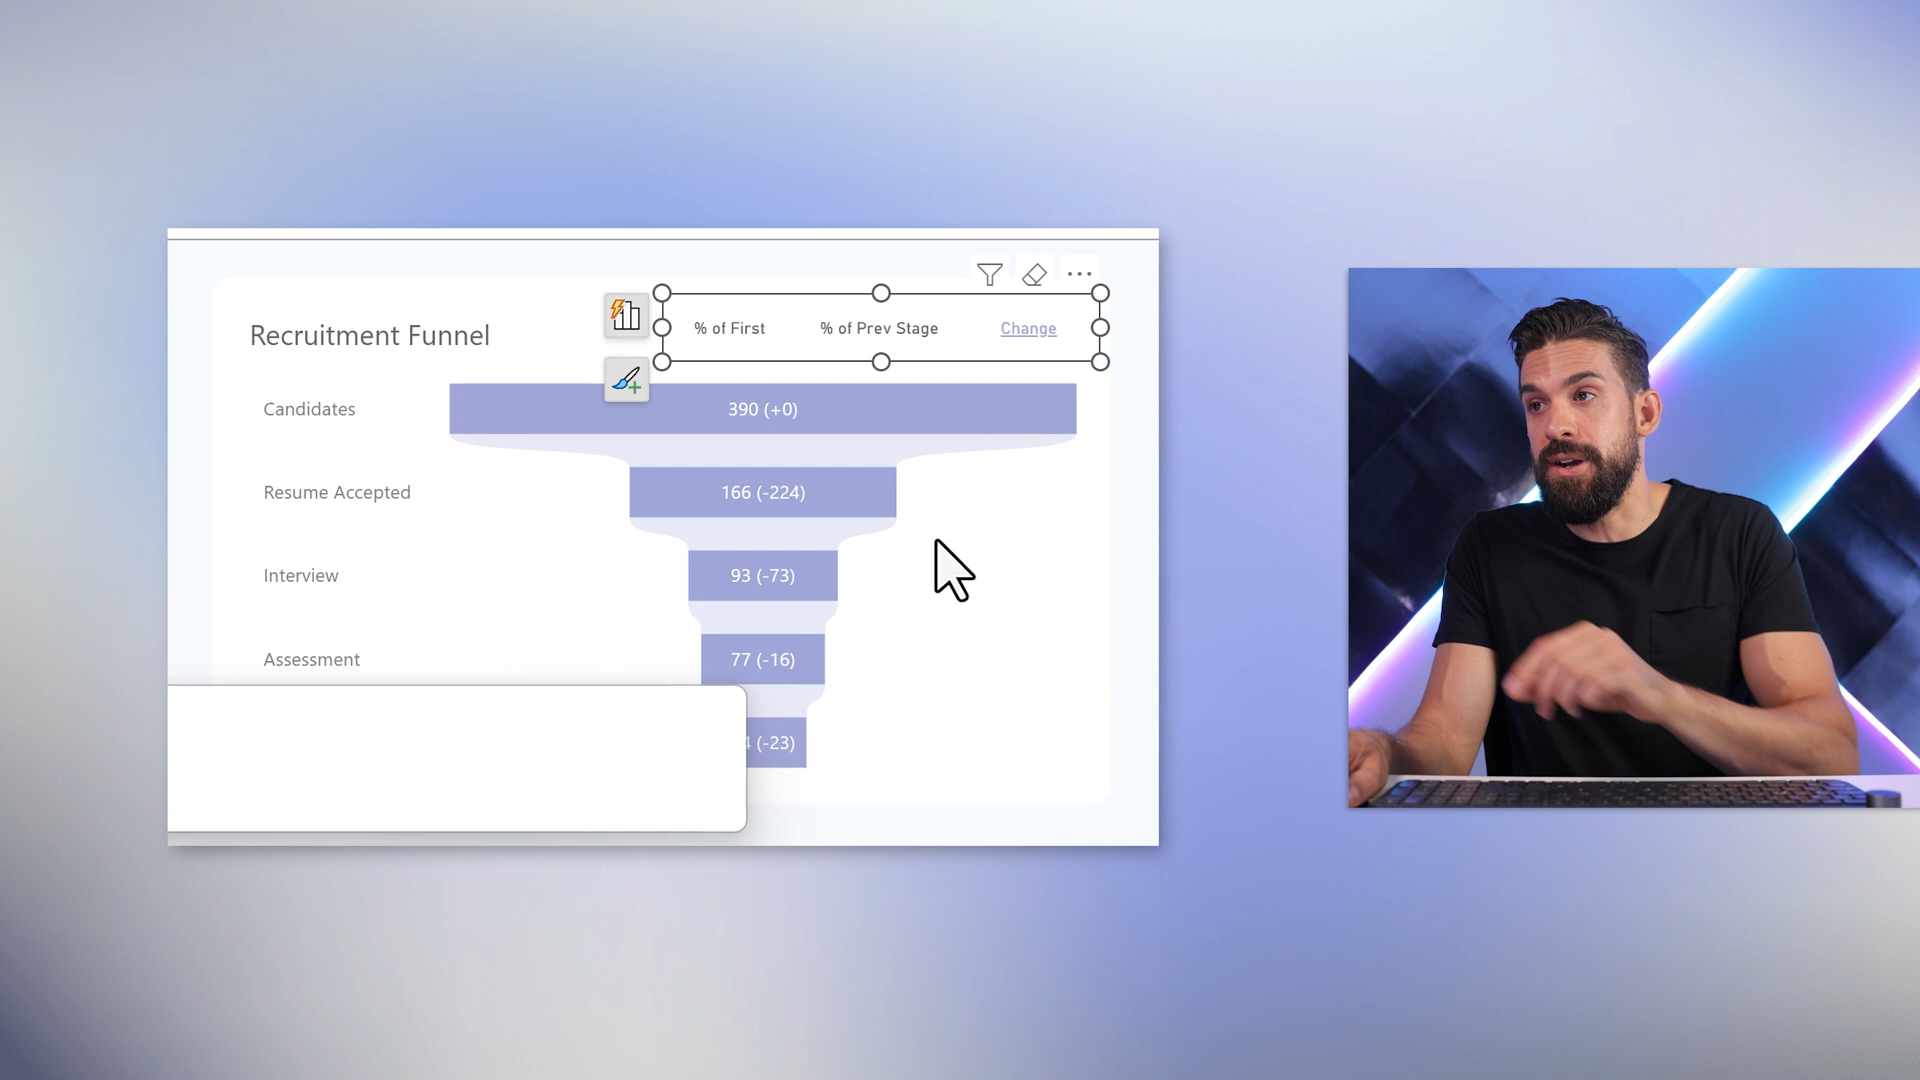 Recruitment Funnel
% of First % of Prev Stage Change
Candidates 390 (+0)
Resume Accepted 166 (-224)
Interview 93 (-73)
Assessment 77 (-16)
(-23)